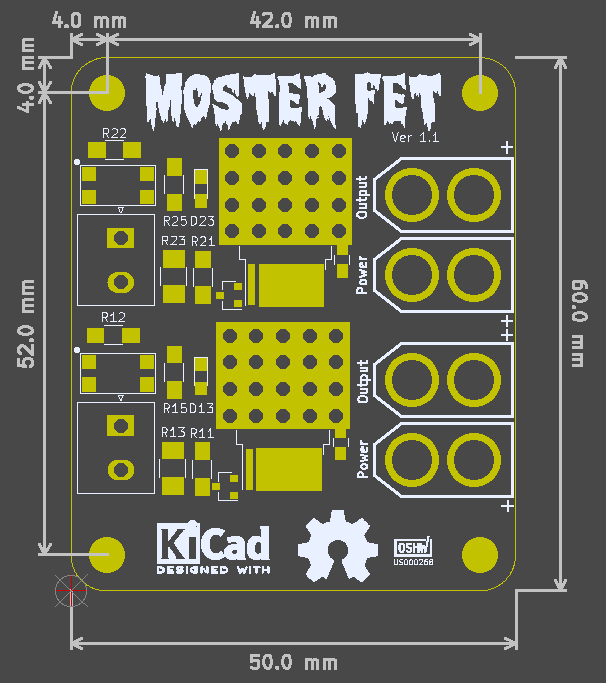 4.0 mm
42.0 mm
4.0 mm
MOSTER FET
Ver 1.1
R22
+
Output
R25 D23
R23 R21
Power
52.0 mm
60.0 mm
R12
+
+
Output
R15 D13
R13 R11
Power
+
KiCad
DESIGNED WITH
OSHW
US000268
50.0 mm